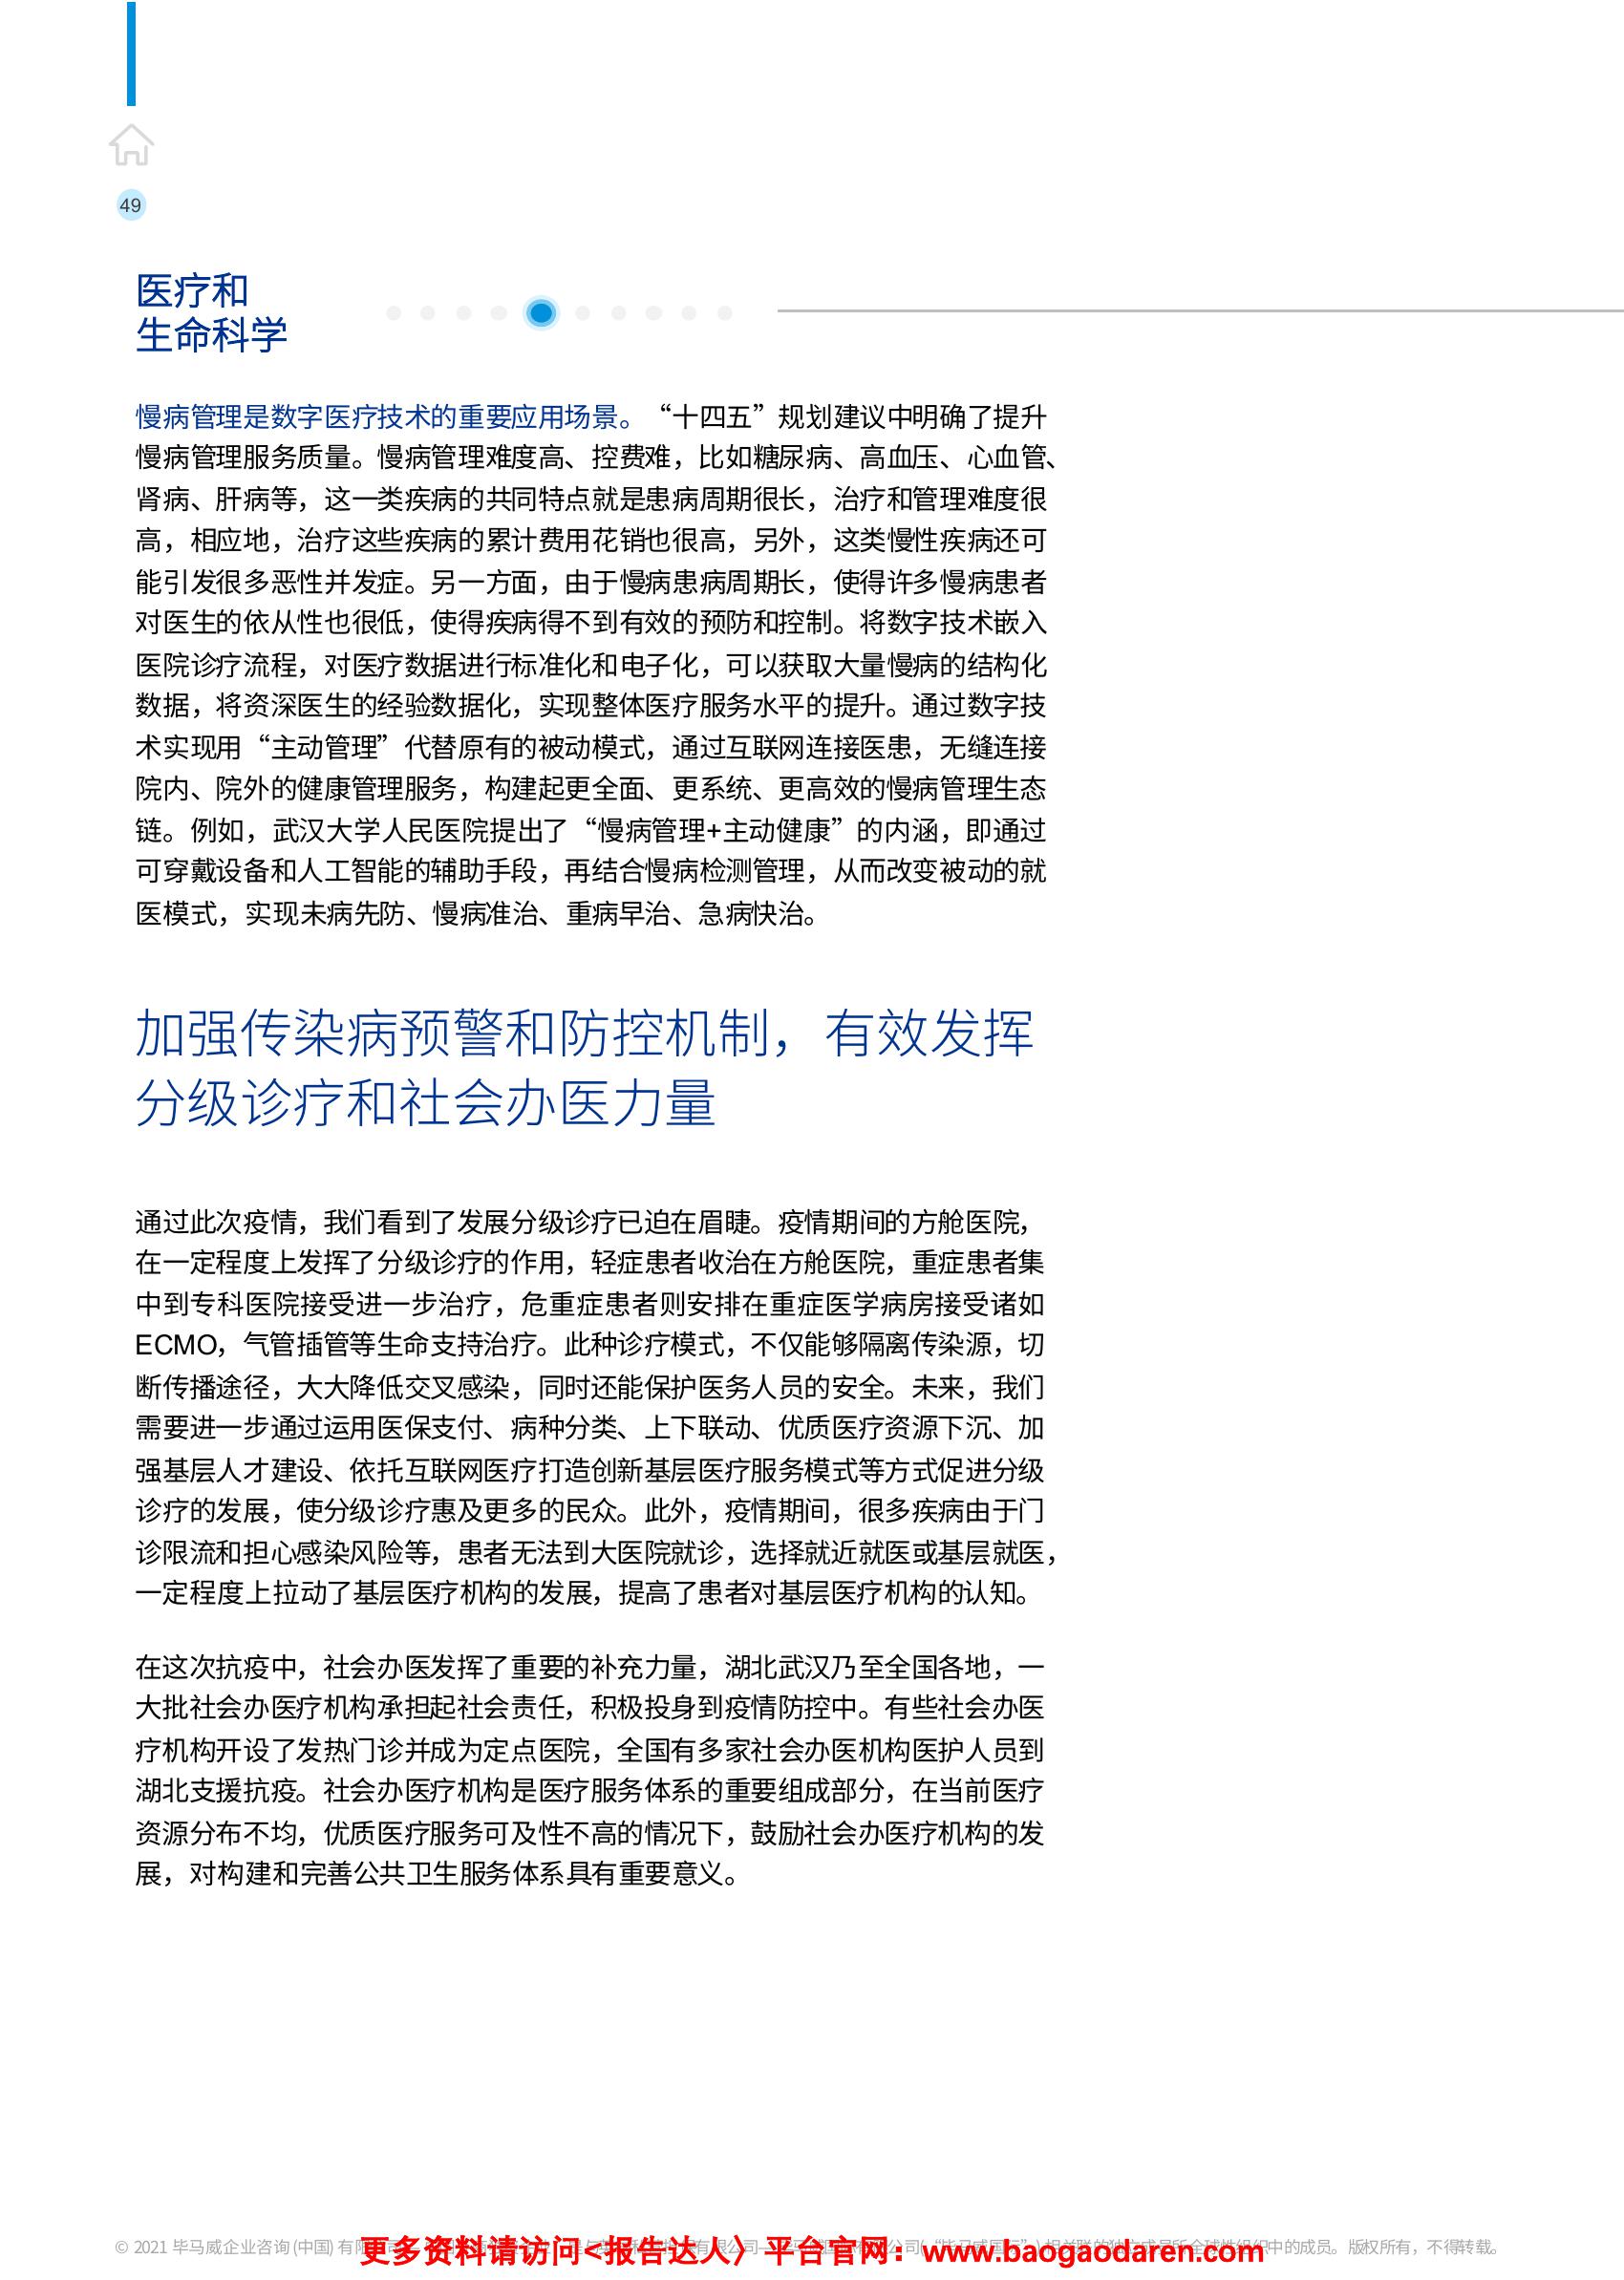 49
医疗和
生命科学
慢病管理是数字医疗技术的重要应用场景。“十四五”规划建议中明确了提升
慢病管理服务质量。慢病管理难度高、控费难，比如糖尿病、高血压、心血管、
肾病、肝病等，这一类疾病的共同特点就是患病周期很长，治疗和管理难度很
高，相应地，治疗这些疾病的累计费用花销也很高，另外，这类慢性疾病还可
能引发很多恶性并发症。另一方面，由于慢病患病周期长，使得许多慢病患者
对医生的依从性也很低，使得疾病得不到有效的预防和控制。将数字技术嵌入
医院诊疗流程，对医疗数据进行标准化和电子化，可以获取大量慢病的结构化
数据，将资深医生的经验数据化，实现整体医疗服务水平的提升。通过数字技
术实现用“主动管理”代替原有的被动模式，通过互联网连接医患，无缝连接
院内、院外的健康管理服务，构建起更全面、更系统、更高效的慢病管理生态
链。例如，武汉大学人民医院提出了“慢病管理+主动健康”的内涵，即通过
可穿戴设备和人工智能的辅助手段，再结合慢病检测管理，从而改变被动的就
医模式，实现未病先防、慢病准治、重病早治、急病快治。
加强传染病预警和防控机制，有效发挥
分级诊疗和社会办医力量
通过此次疫情，我们看到了发展分级诊疗已迫在眉睫。疫情期间的方舱医院，
在一定程度上发挥了分级诊疗的作用，轻症患者收治在方舱医院，重症患者集
中到专科医院接受进一步治疗，危重症患者则安排在重症医学病房接受诸如
ECMO，气管插管等生命支持治疗。此种诊疗模式，不仅能够隔离传染源，切
断传播途径，大大降低交叉感染，同时还能保护医务人员的安全。未来，我们
需要进一步通过运用医保支付、病种分类、上下联动、优质医疗资源下沉、加
强基层人才建设、依托互联网医疗打造创新基层医疗服务模式等方式促进分级
诊疗的发展，使分级诊疗惠及更多的民众。此外，疫情期间，很多疾病由于门
诊限流和担心感染风险等，患者无法到大医院就诊，选择就近就医或基层就医，
一定程度上拉动了基层医疗机构的发展，提高了患者对基层医疗机构的认知。
在这次抗疫中，社会办医发挥了重要的补充力量，湖北武汉乃至全国各地，一
大批社会办医疗机构承担起社会责任，积极投身到疫情防控中。有些社会办医
疗机构开设了发热门诊并成为定点医院，全国有多家社会办医机构医护人员到
湖北支援抗疫。社会办医疗机构是医疗服务体系的重要组成部分，在当前医疗
资源分布不均，优质医疗服务可及性不高的情况下，鼓励社会办医疗机构的发
展，对构建和完善公共卫生服务体系具有重要意义。
© 2021 毕马威企业咨询(中国) 有限 中的成员。版权所有，不得转载。
更多资料请访问<报告达人〉平台官网：www.baogaodaren.com